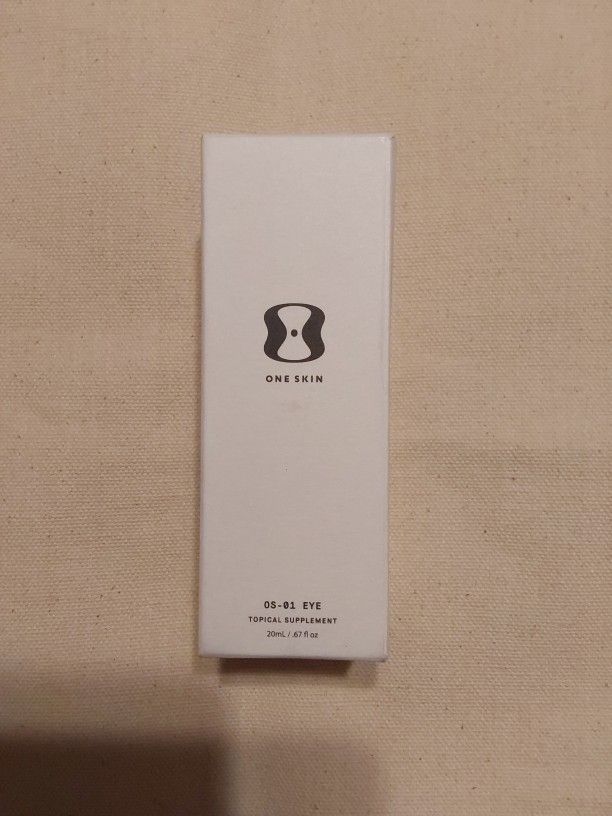 ONE SKIN
OS-01 EYE
TOPICAL SUPPLEMENT
20mL / .67 fl oz